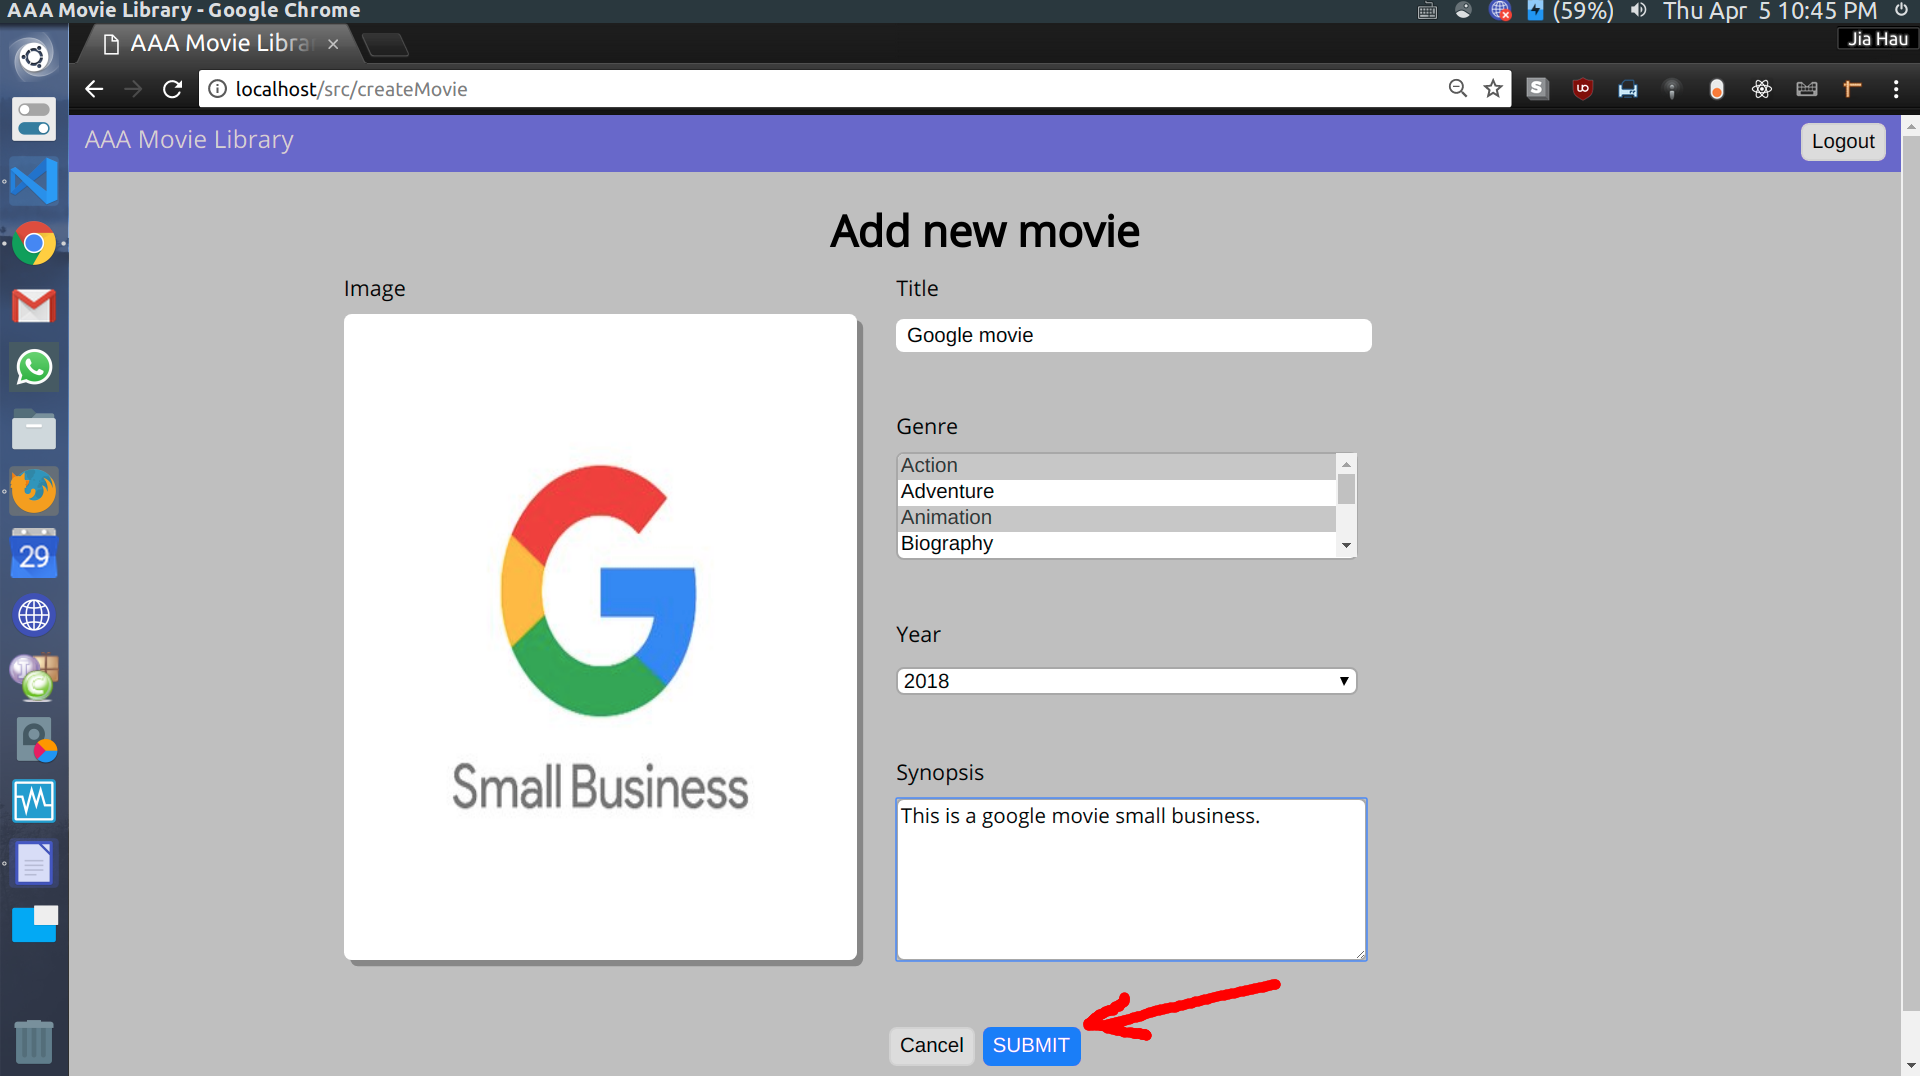 AAA Movie Library - Google Chrome
(59%) Thu Apr 5 10:45 PM
AAA Movie Libra
Jia Hau
localhost/src/createMovie
S
AAA Movie Library
Logout
Add new movie
Image
Title
Google movie
Genre
Action
Adventure
Animation
Biography
Year
2018
Synopsis
This is a google movie small business.
Small Business
Cancel
SUBMIT
29